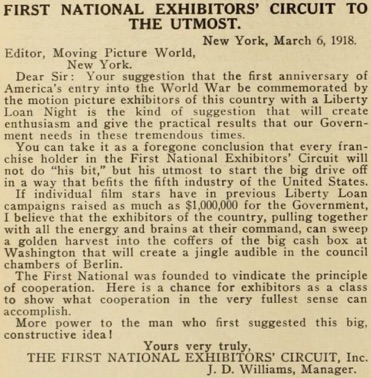 FIRST NATIONAL EXHIBITORS' CIRCUIT TO
THE UTMOST.
New York, March 6, 1918.
Editor, Moving Picture World,
New York.
Dear Sir: Your suggestion that the first anniversary of
America's entry into the World War be commemorated by
the motion picture exhibitors of this country with a Liberty
Loan Night is the kind of suggestion that will create
enthusiasm and give the practical results that our Govern-
ment needs in these tremendous times.
You can take it as a foregone conclusion that every fran-
chise holder in the First National Exhibitors' Circuit will
not do "his bit," but his utmost to start the big drive off
in a way that befits the fifth industry of the United States.
If individual film stars have in previous Liberty Loan
campaigns raised as much as $1,000,000 for the Government,
I believe that the exhibitors of the country, pulling together
with all the energy and brains at their command, can sweep
a golden harvest into the coffers of the big cash box at
Washington that will create a jingle audible in the council
chambers of Berlin.
The First National was founded to vindicate the principle
of cooperation. Here is a chance for exhibitors as a class
to show what cooperation in the very fullest sense can
accomplish.
More power to the man who first suggested this big,
constructive idea!
Yours very truly,
THE FIRST NATIONAL EXHIBITORS' CIRCUIT, Inc.
J. D. Williams, Manager.